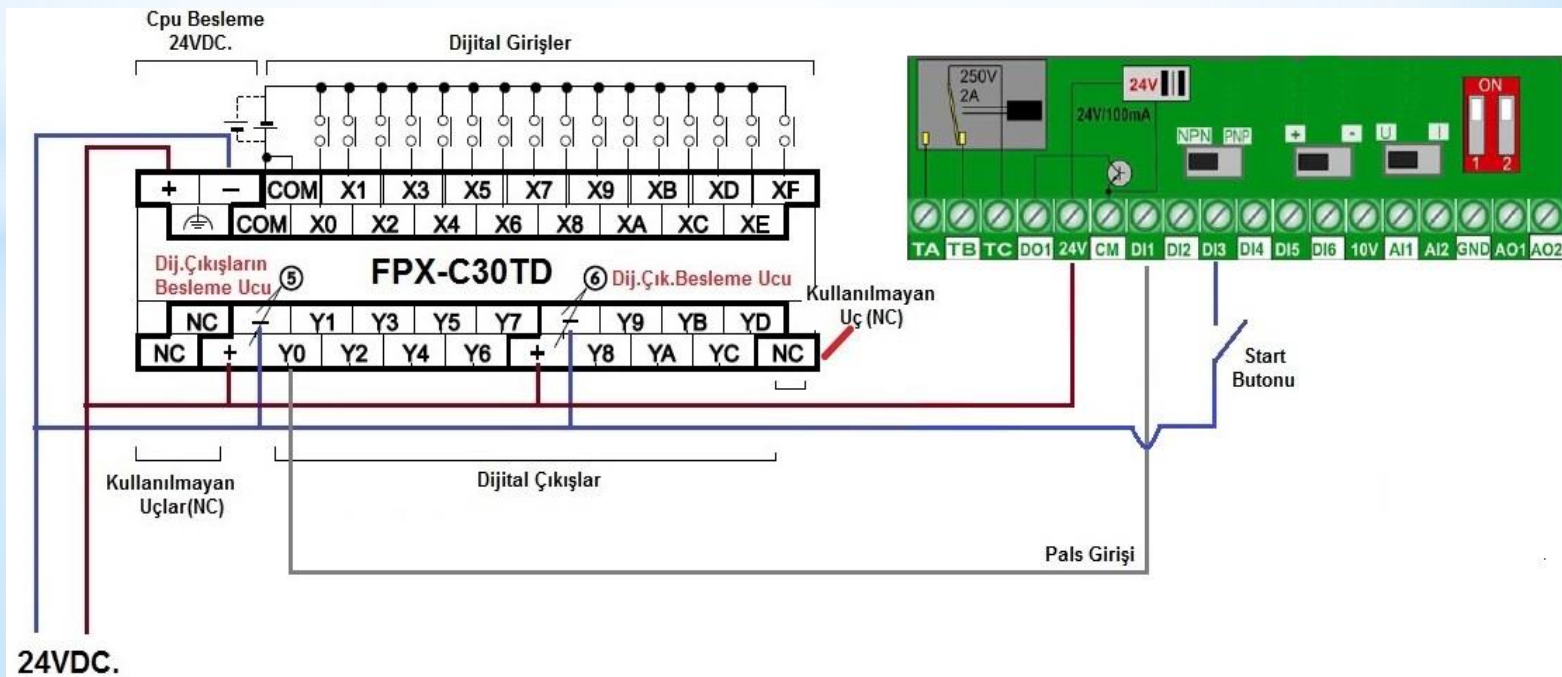 Cpu Besleme
24VDC.
Dijital Girişler
+ − COM X1 X3 X5 X7 X9 XB XD XF
COM X0 X2 X4 X6 X8 XA XC XE
Dij.Çıkışların
Besleme Ucu
5
FPX-C30TD
6
Dij.Çık.Besleme Ucu
Kullanılmayan
Uç (NC)
NC − Y1 Y3 Y5 Y7 − Y9 YB YD
NC + Y0 Y2 Y4 Y6 + Y8 YA YC NC
Kullanılmayan
Uçlar(NC)
Dijital Çıkışlar
24VDC.
250V
2A
24V
24V/100mA
NPN PNP
+ -
U I
ON
1 2
TA TB TC DO1 24V CM DI1 DI2 DI3 DI4 DI5 DI6 10V AI1 AI2 GND AO1 AO2
Start
Butonu
Pals Girişi